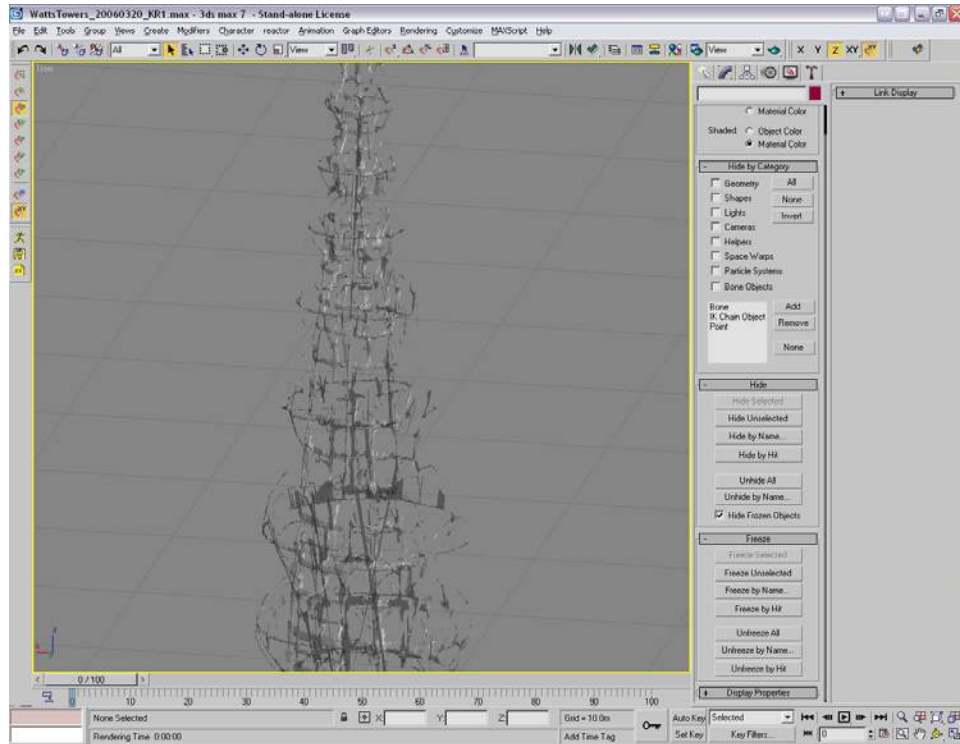 WattsTowers_20060320_KR1.max - 3ds max 7 - Stand-alone License
File Edit Tools Group Views Create Modifiers Character reactor Animation Graph Editors Rendering Customize MAXScript Help
All
View
View
X Y Z XY
User
Material Color
Shaded: Object Color
Material Color
- Hide by Category
Geometry
All
Shapes
None
Lights
Invert
Cameras
Helpers
Space Warps
Particle Systems
Bone Objects
Bone
IK Chain Object
Point
Add
Remove
None
- Hide
Hide Selected
Hide Unselected
Hide by Name...
Hide by Hit
Unhide All
Unhide by Name...
Hide Frozen Objects
- Freeze
Freeze Selected
Freeze Unselected
Freeze by Name...
Freeze by Hit
Unfreeze All
Unfreeze by Name...
Unfreeze by Hit
+ Display Properties
+ Link Display
< 0 / 100 >
0 10 20 30 40 50 60 70 80 90 100
None Selected
X: Y: Z:
Grid = 10.0m
Auto Key
Selected
Rendering Time 0:00:00
Add Time Tag
Set Key
Key Filters...
0